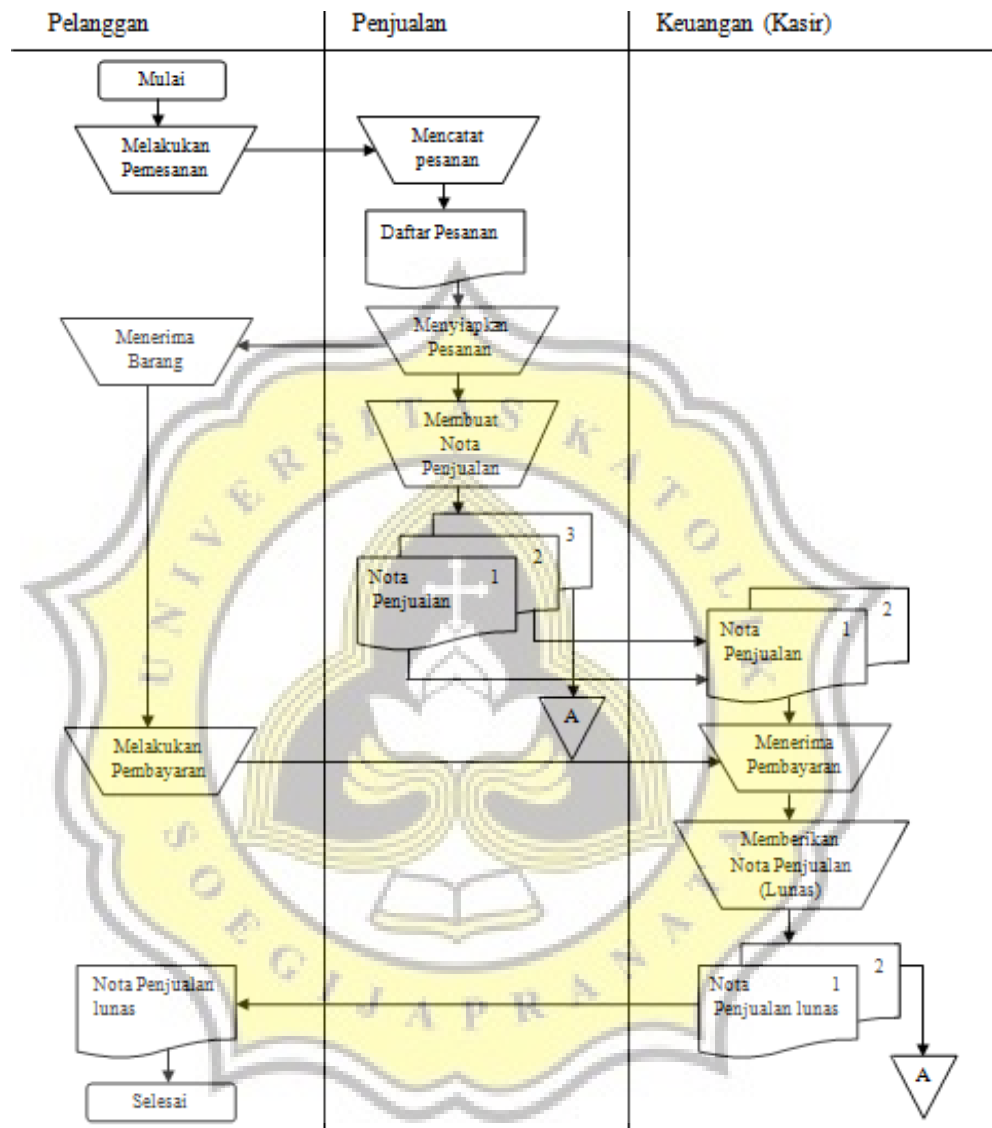 Pelanggan
Penjualan
Keuangan (Kasir)
Mulai
Melakukan
Pemesanan
Mencatat
pesanan
Daftar Pesanan
Menyiapkan
Pesanan
Menerima
Barang
Membuat
Nota
Penjualan
3
2
Nota 1
Penjualan
2
Nota 1
Penjualan
A
Melakukan
Pembayaran
Menerima
Pembayaran
Memberikan
Nota Penjualan
(Lunas)
2
Nota 1
Penjualan lunas
Nota Penjualan
lunas
A
Selesai
UNIVERSITAS KATOLIK
SOEGIJAPRANATA